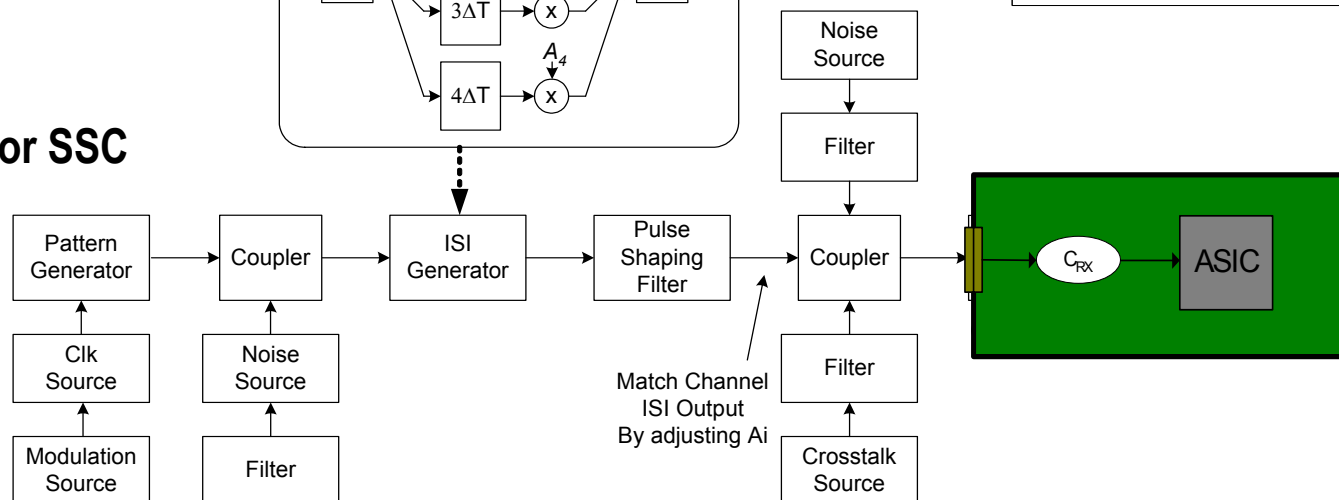 3ΔT
x
A4
4ΔT
x
Noise
Source
Filter
or SSC
Pattern
Generator
Coupler
ISI
Generator
Pulse
Shaping
Filter
Coupler
CRX
ASIC
Clk
Source
Noise
Source
Match Channel
ISI Output
By adjusting Ai
Filter
Modulation
Source
Filter
Crosstalk
Source